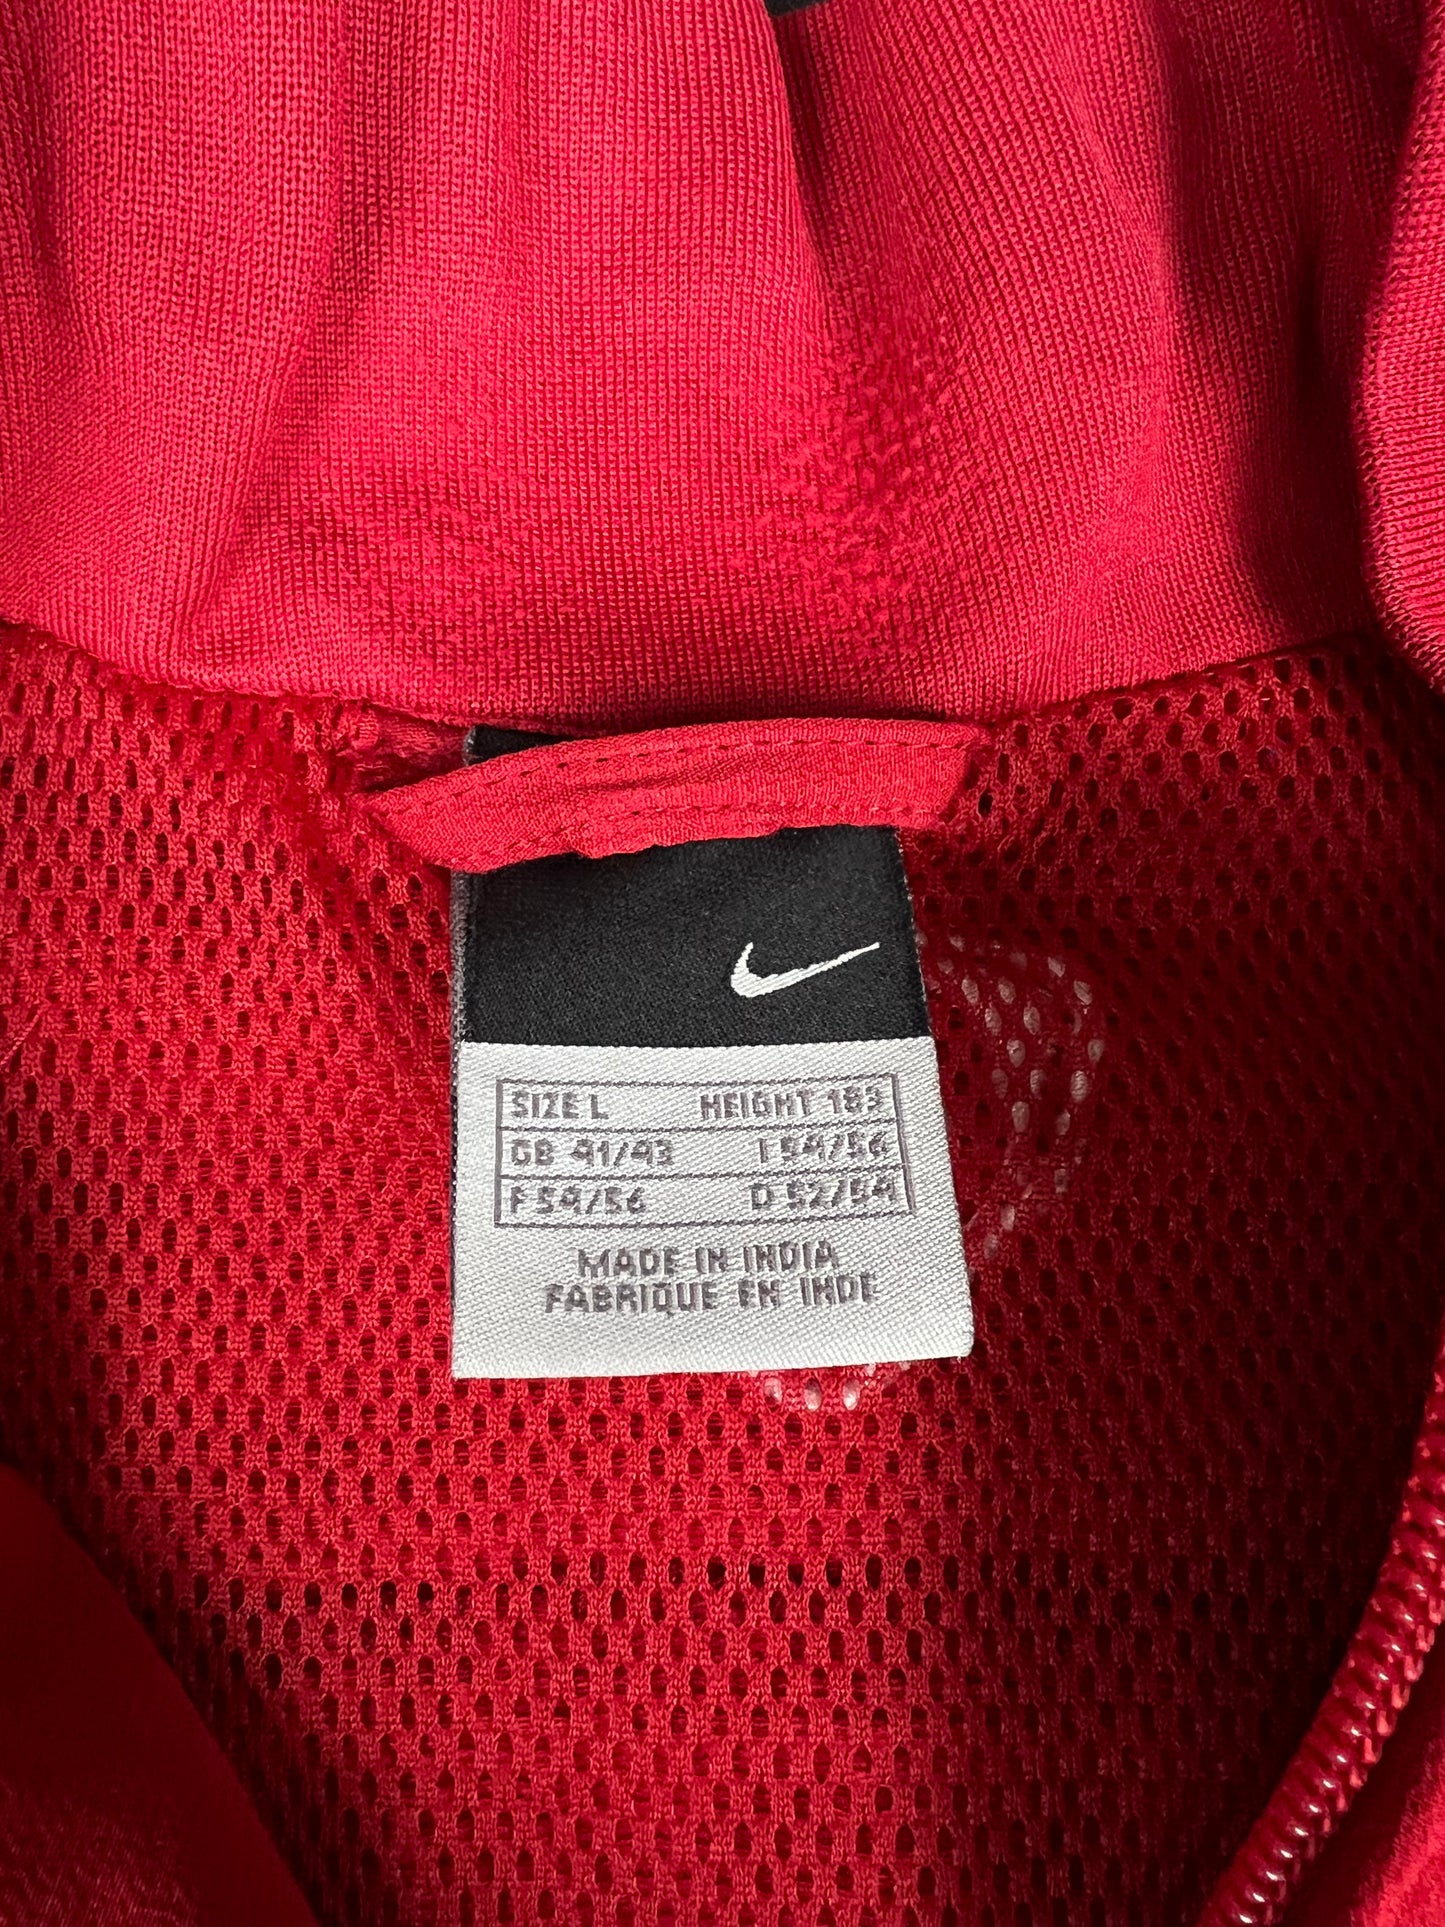 SIZE L HEIGHT 183
GB 41/43 I 54/56
F 54/56 D 52/54
MADE IN INDIA
FABRIQUE EN INDE